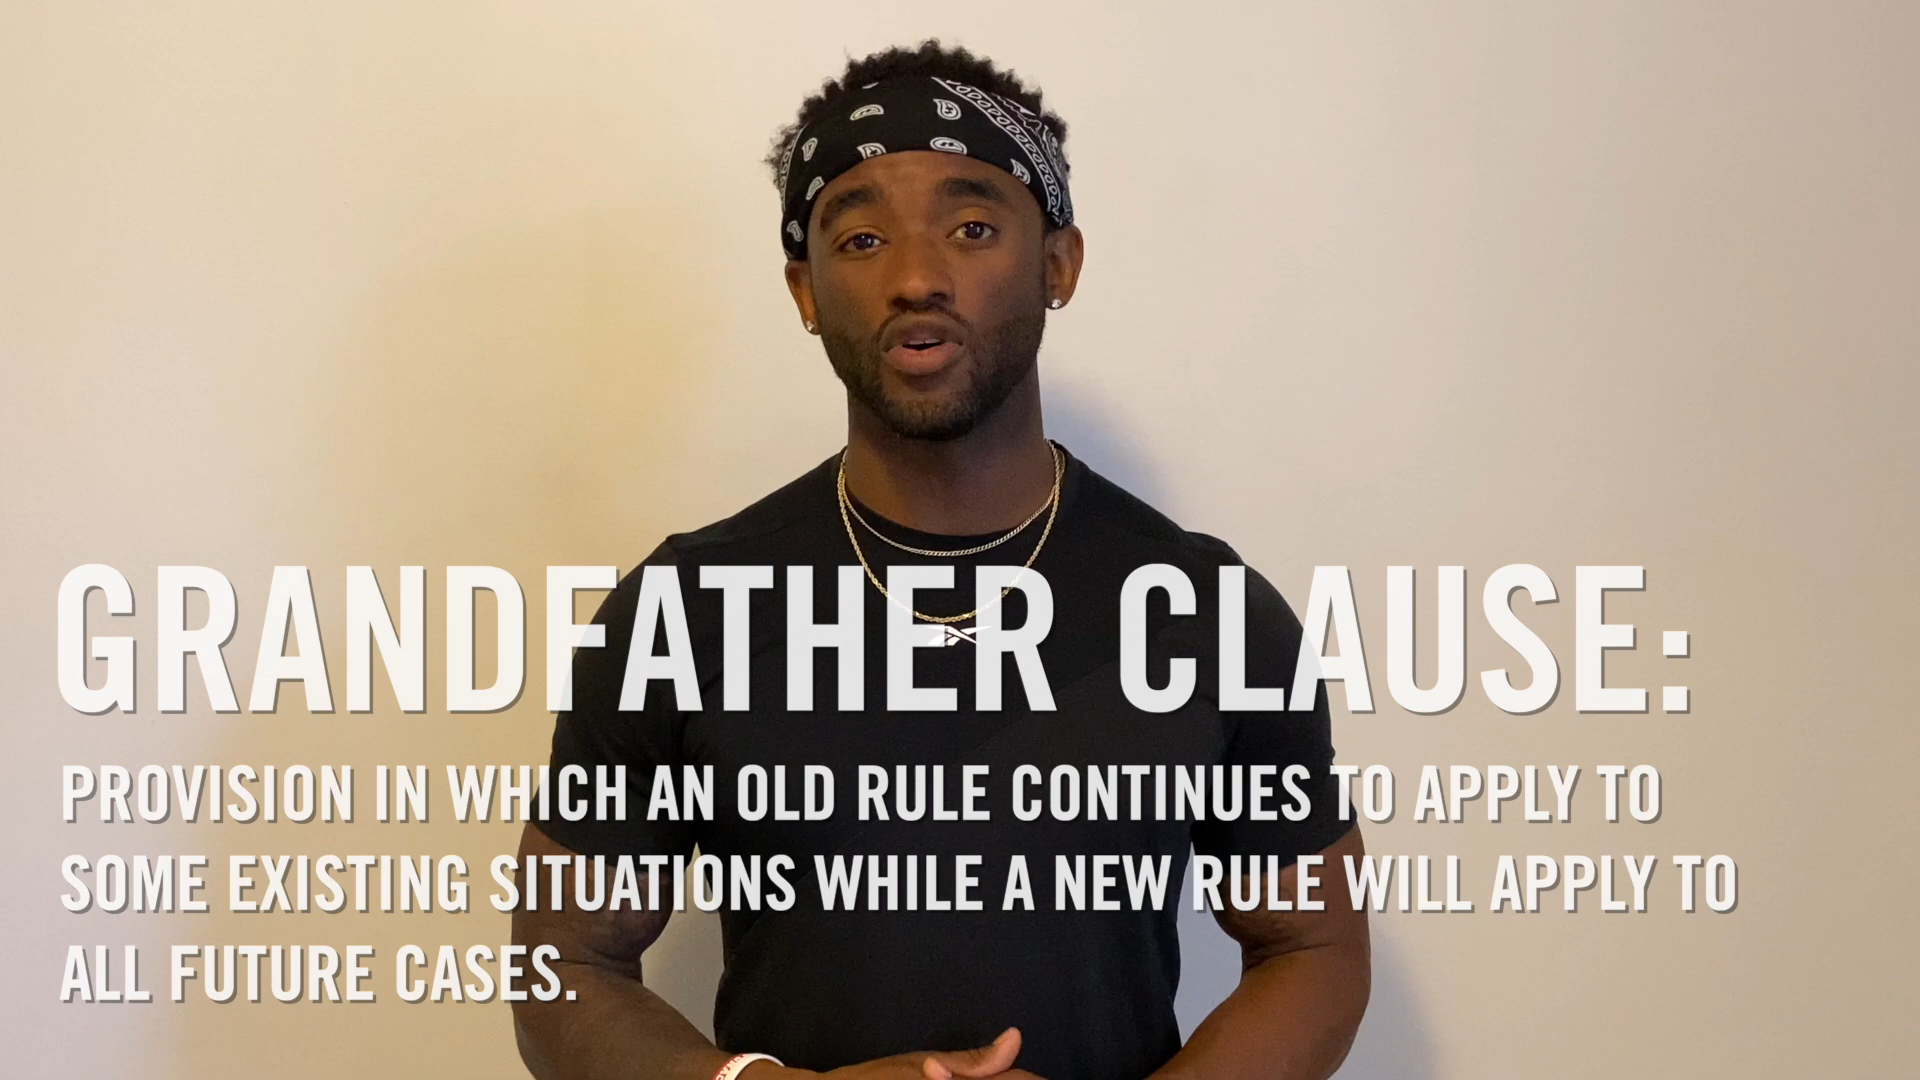 GRANDFATHER CLAUSE:
PROVISION IN WHICH AN OLD RULE CONTINUES TO APPLY TO
SOME EXISTING SITUATIONS WHILE A NEW RULE WILL APPLY TO
ALL FUTURE CASES.